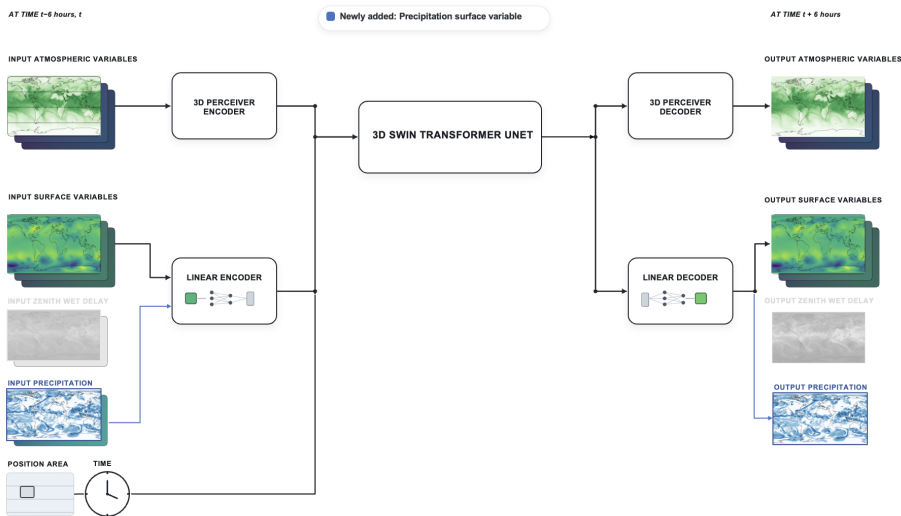 AT TIME t−6 hours, t
Newly added: Precipitation surface variable
AT TIME t + 6 hours
INPUT ATMOSPHERIC VARIABLES
OUTPUT ATMOSPHERIC VARIABLES
3D PERCEIVER
ENCODER
3D SWIN TRANSFORMER UNET
3D PERCEIVER
DECODER
INPUT SURFACE VARIABLES
OUTPUT SURFACE VARIABLES
LINEAR ENCODER
LINEAR DECODER
INPUT ZENITH WET DELAY
OUTPUT ZENITH WET DELAY
INPUT PRECIPITATION
OUTPUT PRECIPITATION
POSITION AREA
TIME